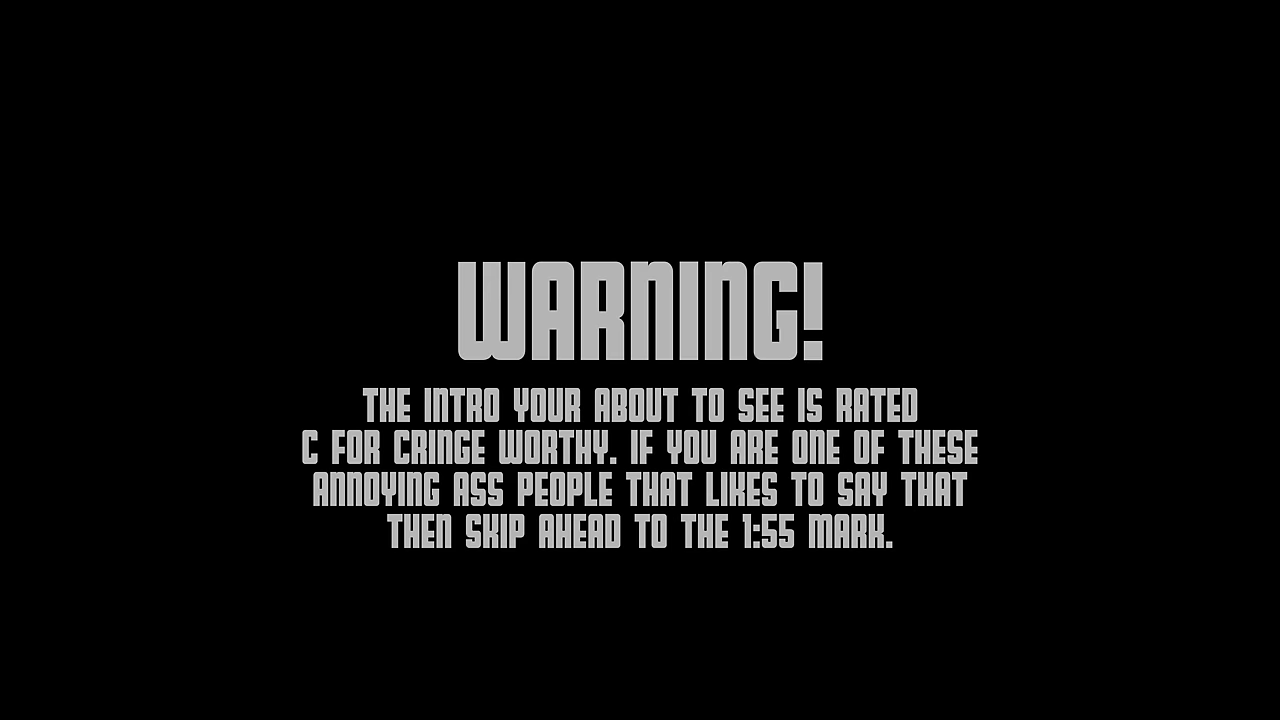 WARNING!
THE INTRO YOUR ABOUT TO SEE IS RATED
C FOR CRINGE WORTHY. IF YOU ARE ONE OF THESE
ANNOYING ASS PEOPLE THAT LIKES TO SAY THAT
THEN SKIP AHEAD TO THE 1:55 MARK.